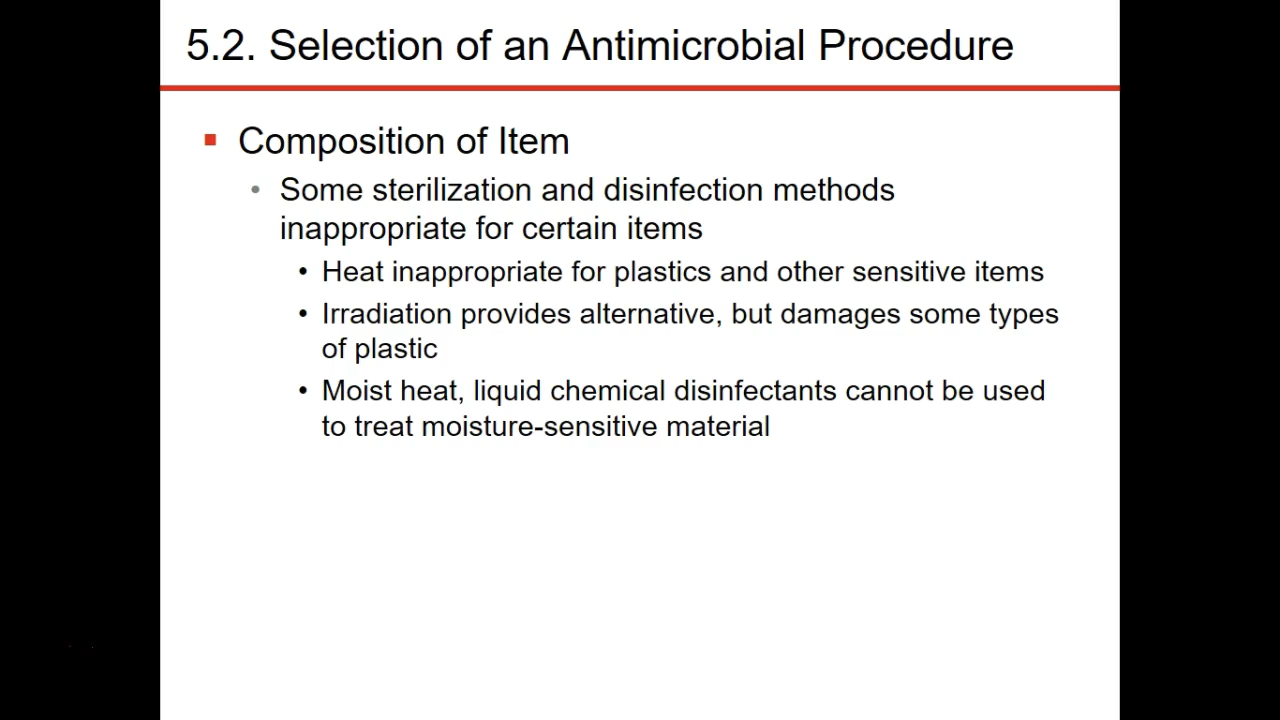 5.2. Selection of an Antimicrobial Procedure
Composition of Item
Some sterilization and disinfection methods
inappropriate for certain items
Heat inappropriate for plastics and other sensitive items
Irradiation provides alternative, but damages some types
of plastic
Moist heat, liquid chemical disinfectants cannot be used
to treat moisture-sensitive material